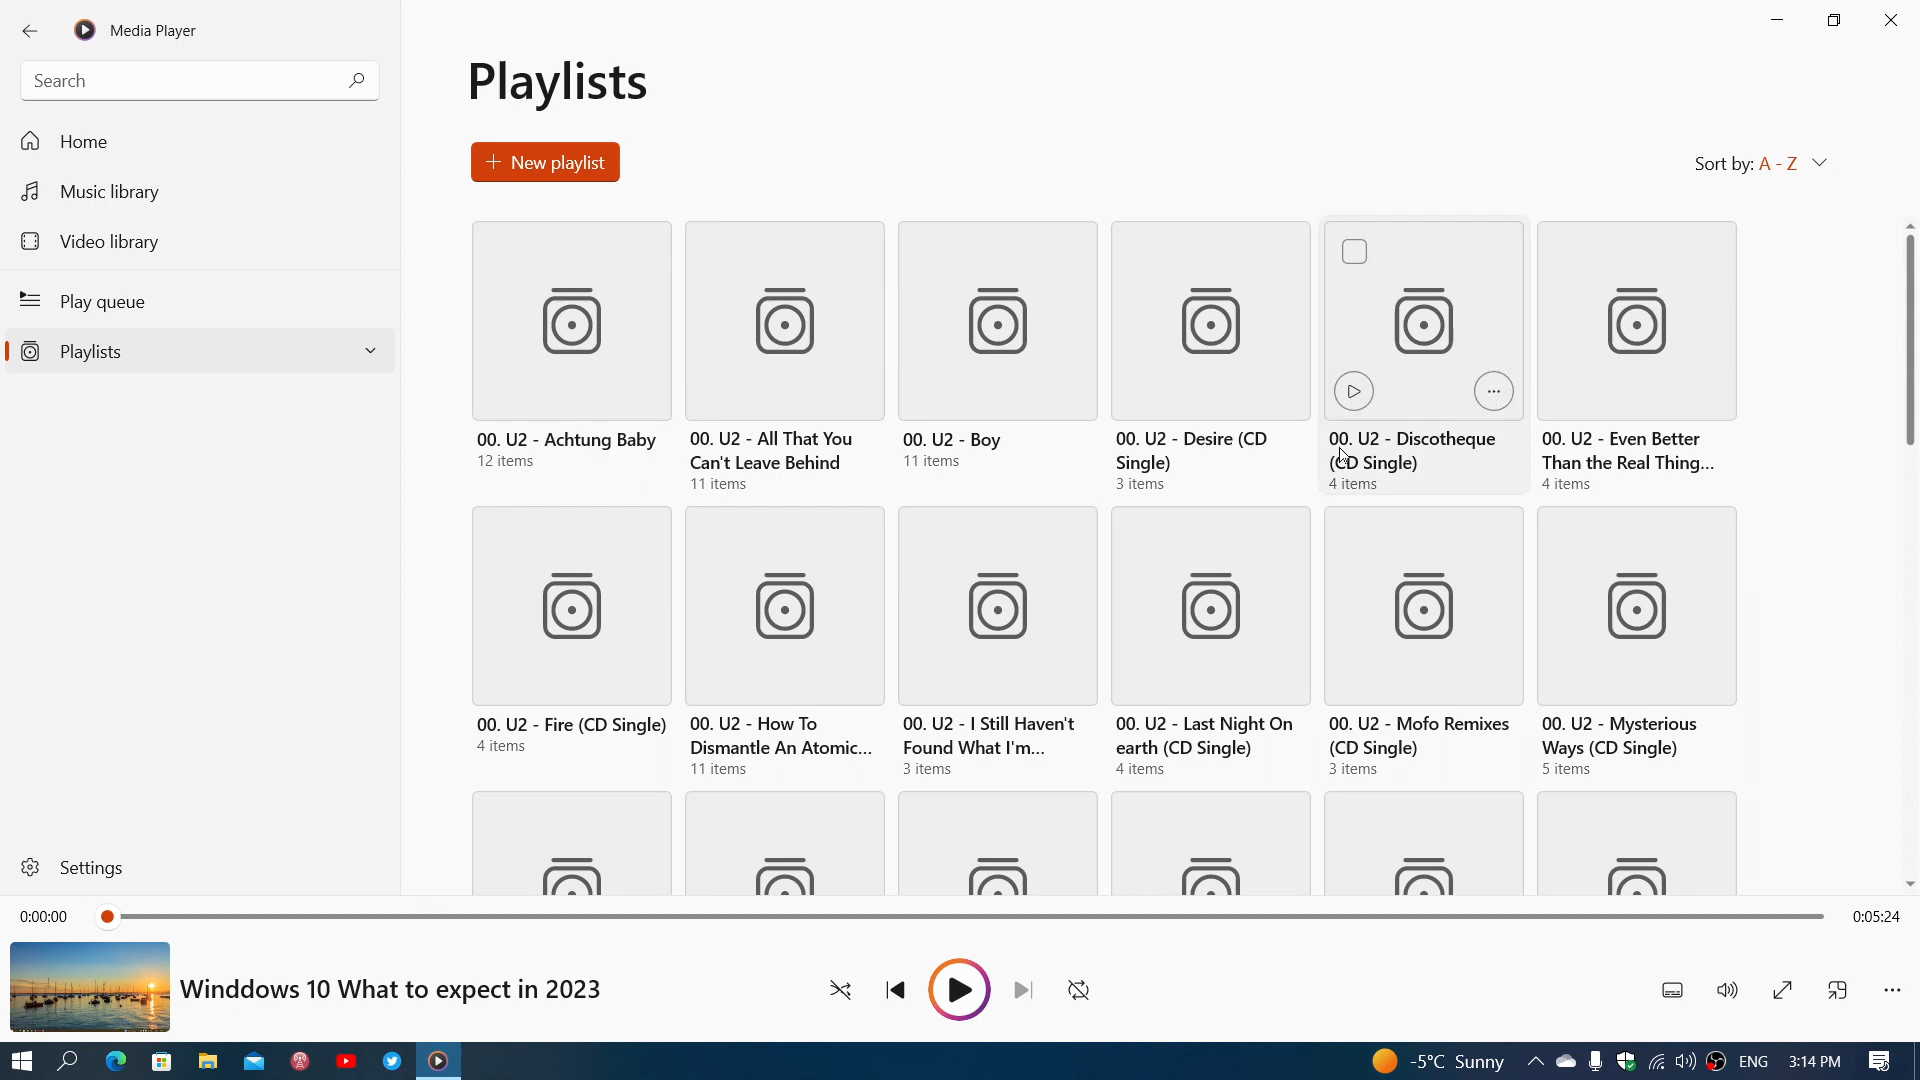 Media Player
Search
Home
Music library
Video library
Play queue
Playlists
Settings
Playlists
New playlist
Sort by: A - Z
00. U2 - Achtung Baby
12 items
00. U2 - All That You
Can't Leave Behind
11 items
00. U2 - Boy
11 items
00. U2 - Desire (CD
Single)
3 items
00. U2 - Discotheque
(CD Single)
4 items
00. U2 - Even Better
Than the Real Thing...
4 items
00. U2 - Fire (CD Single)
4 items
00. U2 - How To
Dismantle An Atomic...
11 items
00. U2 - I Still Haven't
Found What I'm...
3 items
00. U2 - Last Night On
earth (CD Single)
4 items
00. U2 - Mofo Remixes
(CD Single)
3 items
00. U2 - Mysterious
Ways (CD Single)
5 items
0:00:00
0:05:24
Winddows 10 What to expect in 2023
-5°C Sunny
ENG
3:14 PM